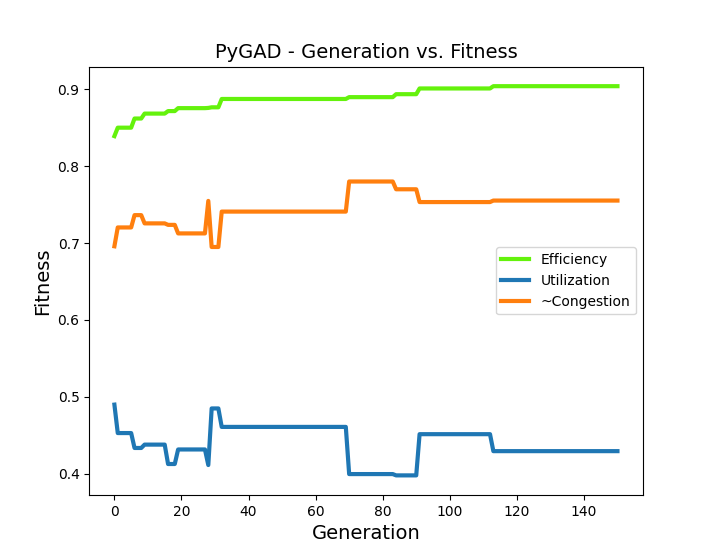 PyGAD - Generation vs. Fitness
Fitness
0.9
0.8
0.7
0.6
0.5
0.4
Efficiency
Utilization
~Congestion
0 20 40 60 80 100 120 140
Generation